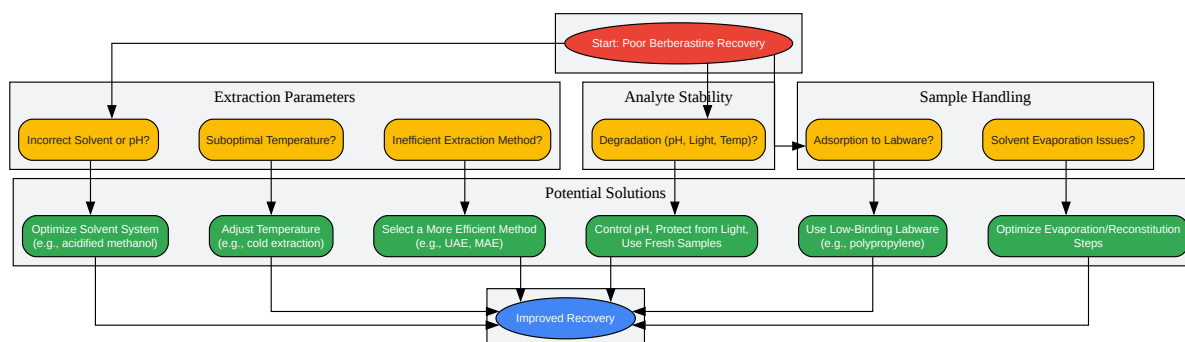 Start: Poor Berberastine Recovery
Extraction Parameters
Analyte Stability
Sample Handling
Incorrect Solvent or pH?
Suboptimal Temperature?
Inefficient Extraction Method?
Degradation (pH, Light, Temp)?
Adsorption to Labware?
Solvent Evaporation Issues?
Potential Solutions
Optimize Solvent System
(e.g., acidified methanol)
Adjust Temperature
(e.g., cold extraction)
Select a More Efficient Method
(e.g., UAE, MAE)
Control pH, Protect from Light,
Use Fresh Samples
Use Low-Binding Labware
(e.g., polypropylene)
Optimize Evaporation/Reconstitution
Steps
Improved Recovery